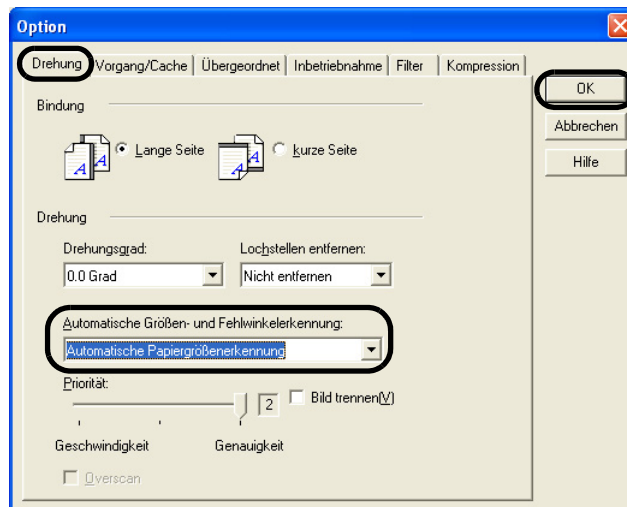 Option
Drehung Vorgang/Cache Übergeordnet Inbetriebnahme Filter Kompression
OK
Abbrechen
Hilfe
Bindung
A A Lange Seite A A kurze Seite
Drehung
Drehungsgrad: Lochstellen entfernen:
0.0 Grad Nicht entfernen
Automatische Größen- und Fehlwinkelerkennung:
Automatische Papiergrößenerkennung
Priorität:
2 Bild trennen(V)
Geschwindigkeit Genauigkeit
Overscan